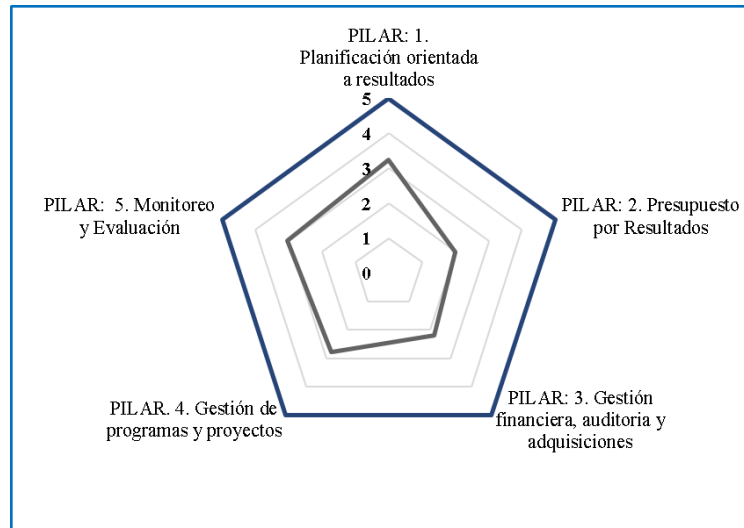 PILAR: 1.
Planificación orientada
a resultados
5
4
3
2
1
0
PILAR: 2. Presupuesto
por Resultados
PILAR: 3. Gestión
financiera, auditoria y
adquisiciones
PILAR. 4. Gestión de
programas y proyectos
PILAR: 5. Monitoreo
y Evaluación